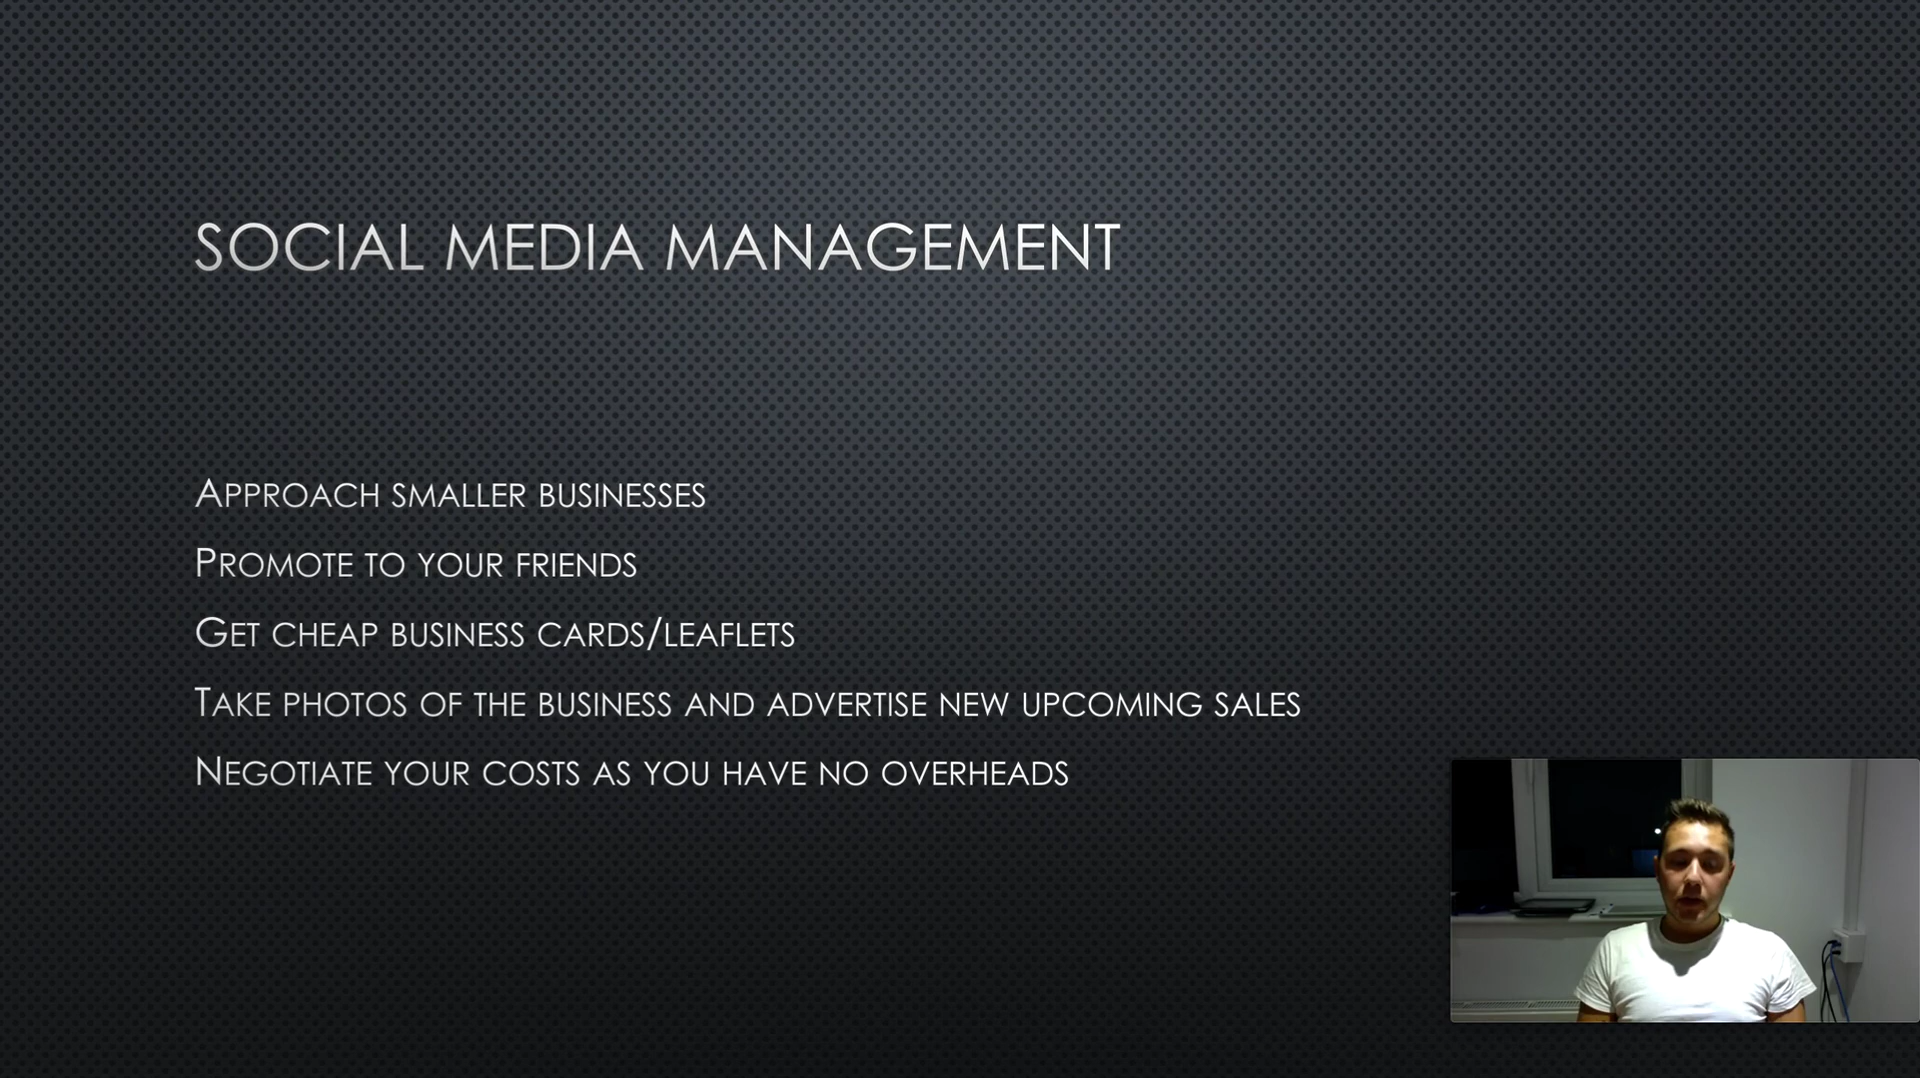 SOCIAL MEDIA MANAGEMENT
APPROACH SMALLER BUSINESSES
PROMOTE TO YOUR FRIENDS
GET CHEAP BUSINESS CARDS/LEAFLETS
TAKE PHOTOS OF THE BUSINESS AND ADVERTISE NEW UPCOMING SALES
NEGOTIATE YOUR COSTS AS YOU HAVE NO OVERHEADS